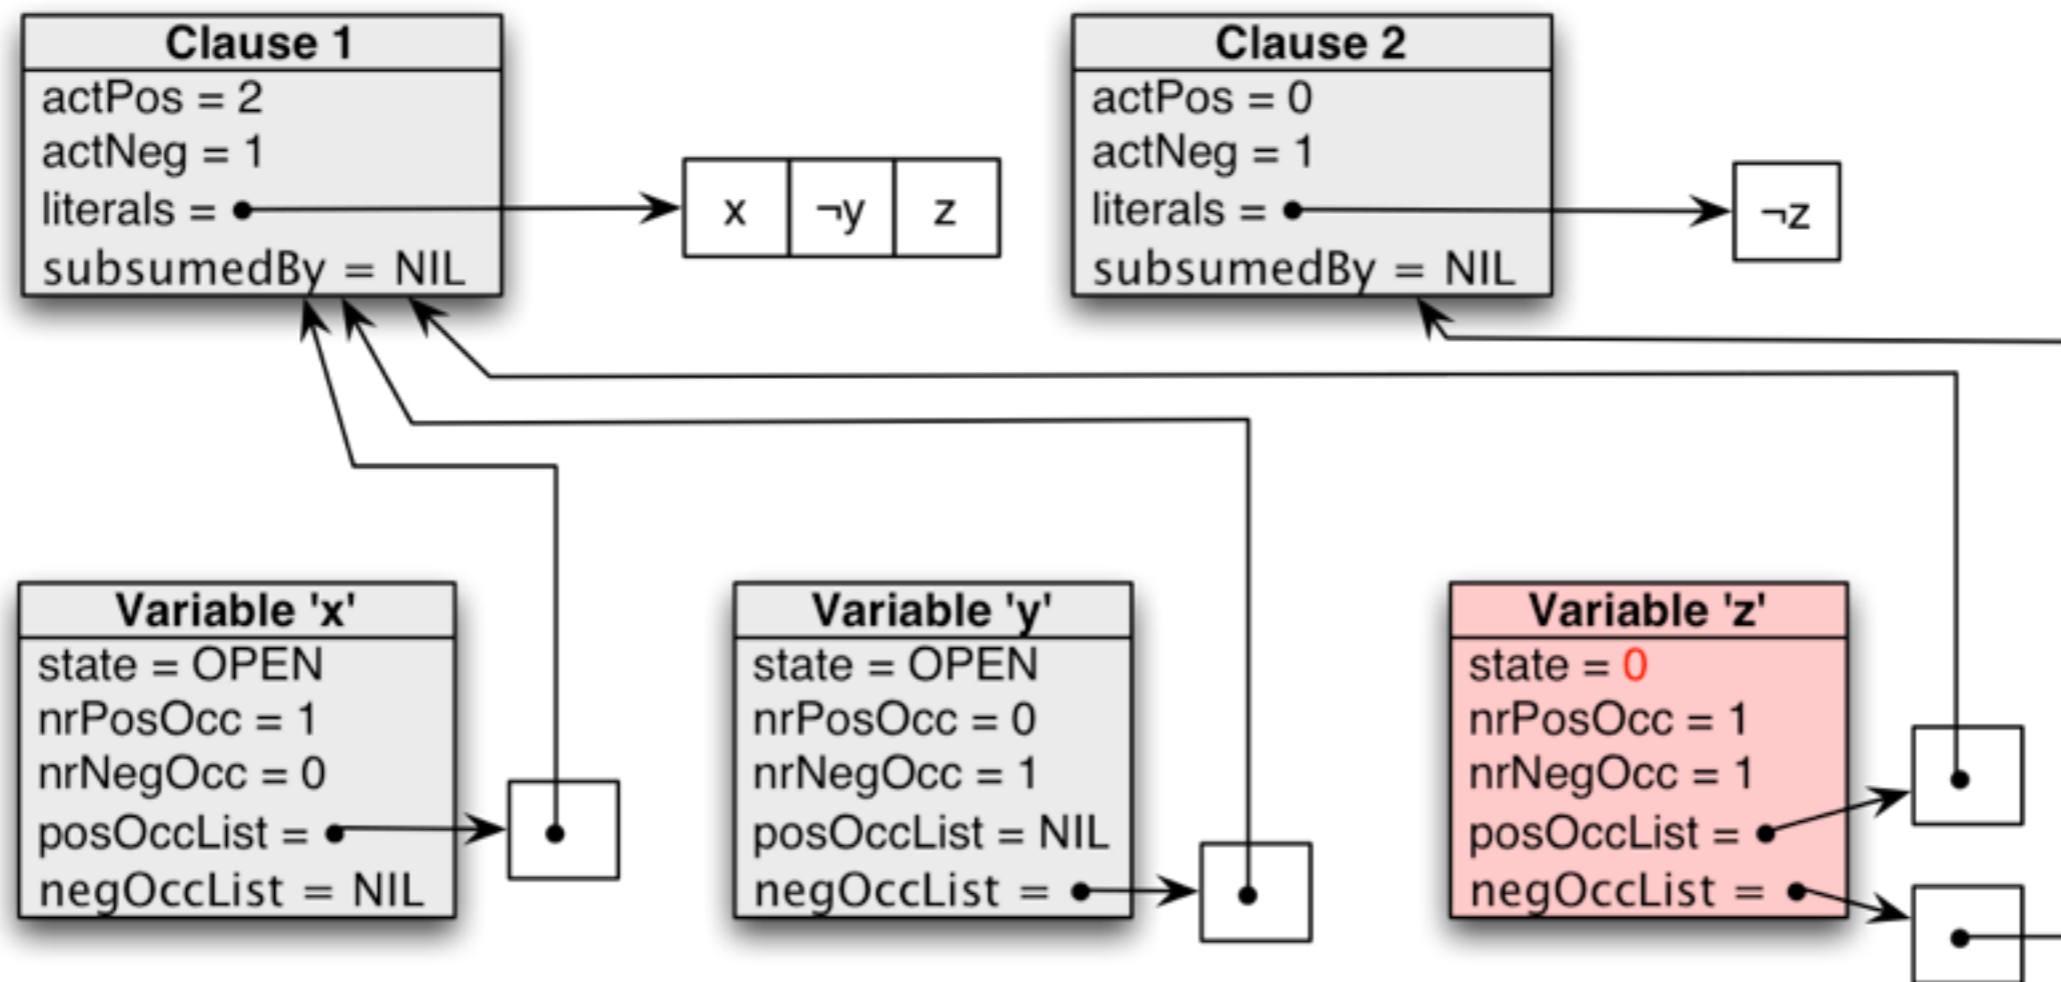 Clause 1
actPos = 2
actNeg = 1
literals =
subsumedBy = NIL
x ¬y z
Clause 2
actPos = 0
actNeg = 1
literals =
subsumedBy = NIL
¬z
Variable 'x'
state = OPEN
nrPosOcc = 1
nrNegOcc = 0
posOccList =
negOccList = NIL
Variable 'y'
state = OPEN
nrPosOcc = 0
nrNegOcc = 1
posOccList = NIL
negOccList =
Variable 'z'
state = 0
nrPosOcc = 1
nrNegOcc = 1
posOccList =
negOccList =